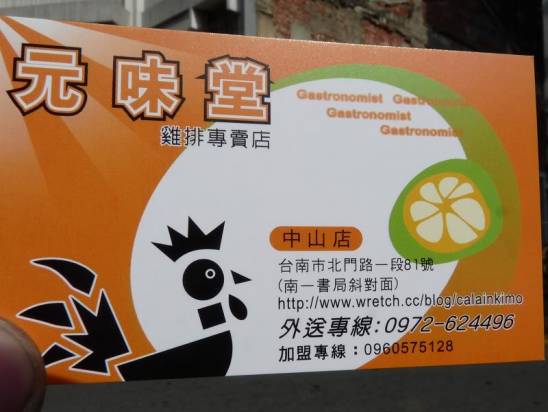 元味堂
雞排專賣店
Gastronomist Gastronomist
Gastronomist
Gastronomist
中山店
台南市北門路一段81號
(南一書局斜對面)
http://www.wretch.cc/blog/calainkimo
外送專線:0972-624496
加盟專線:0960575128